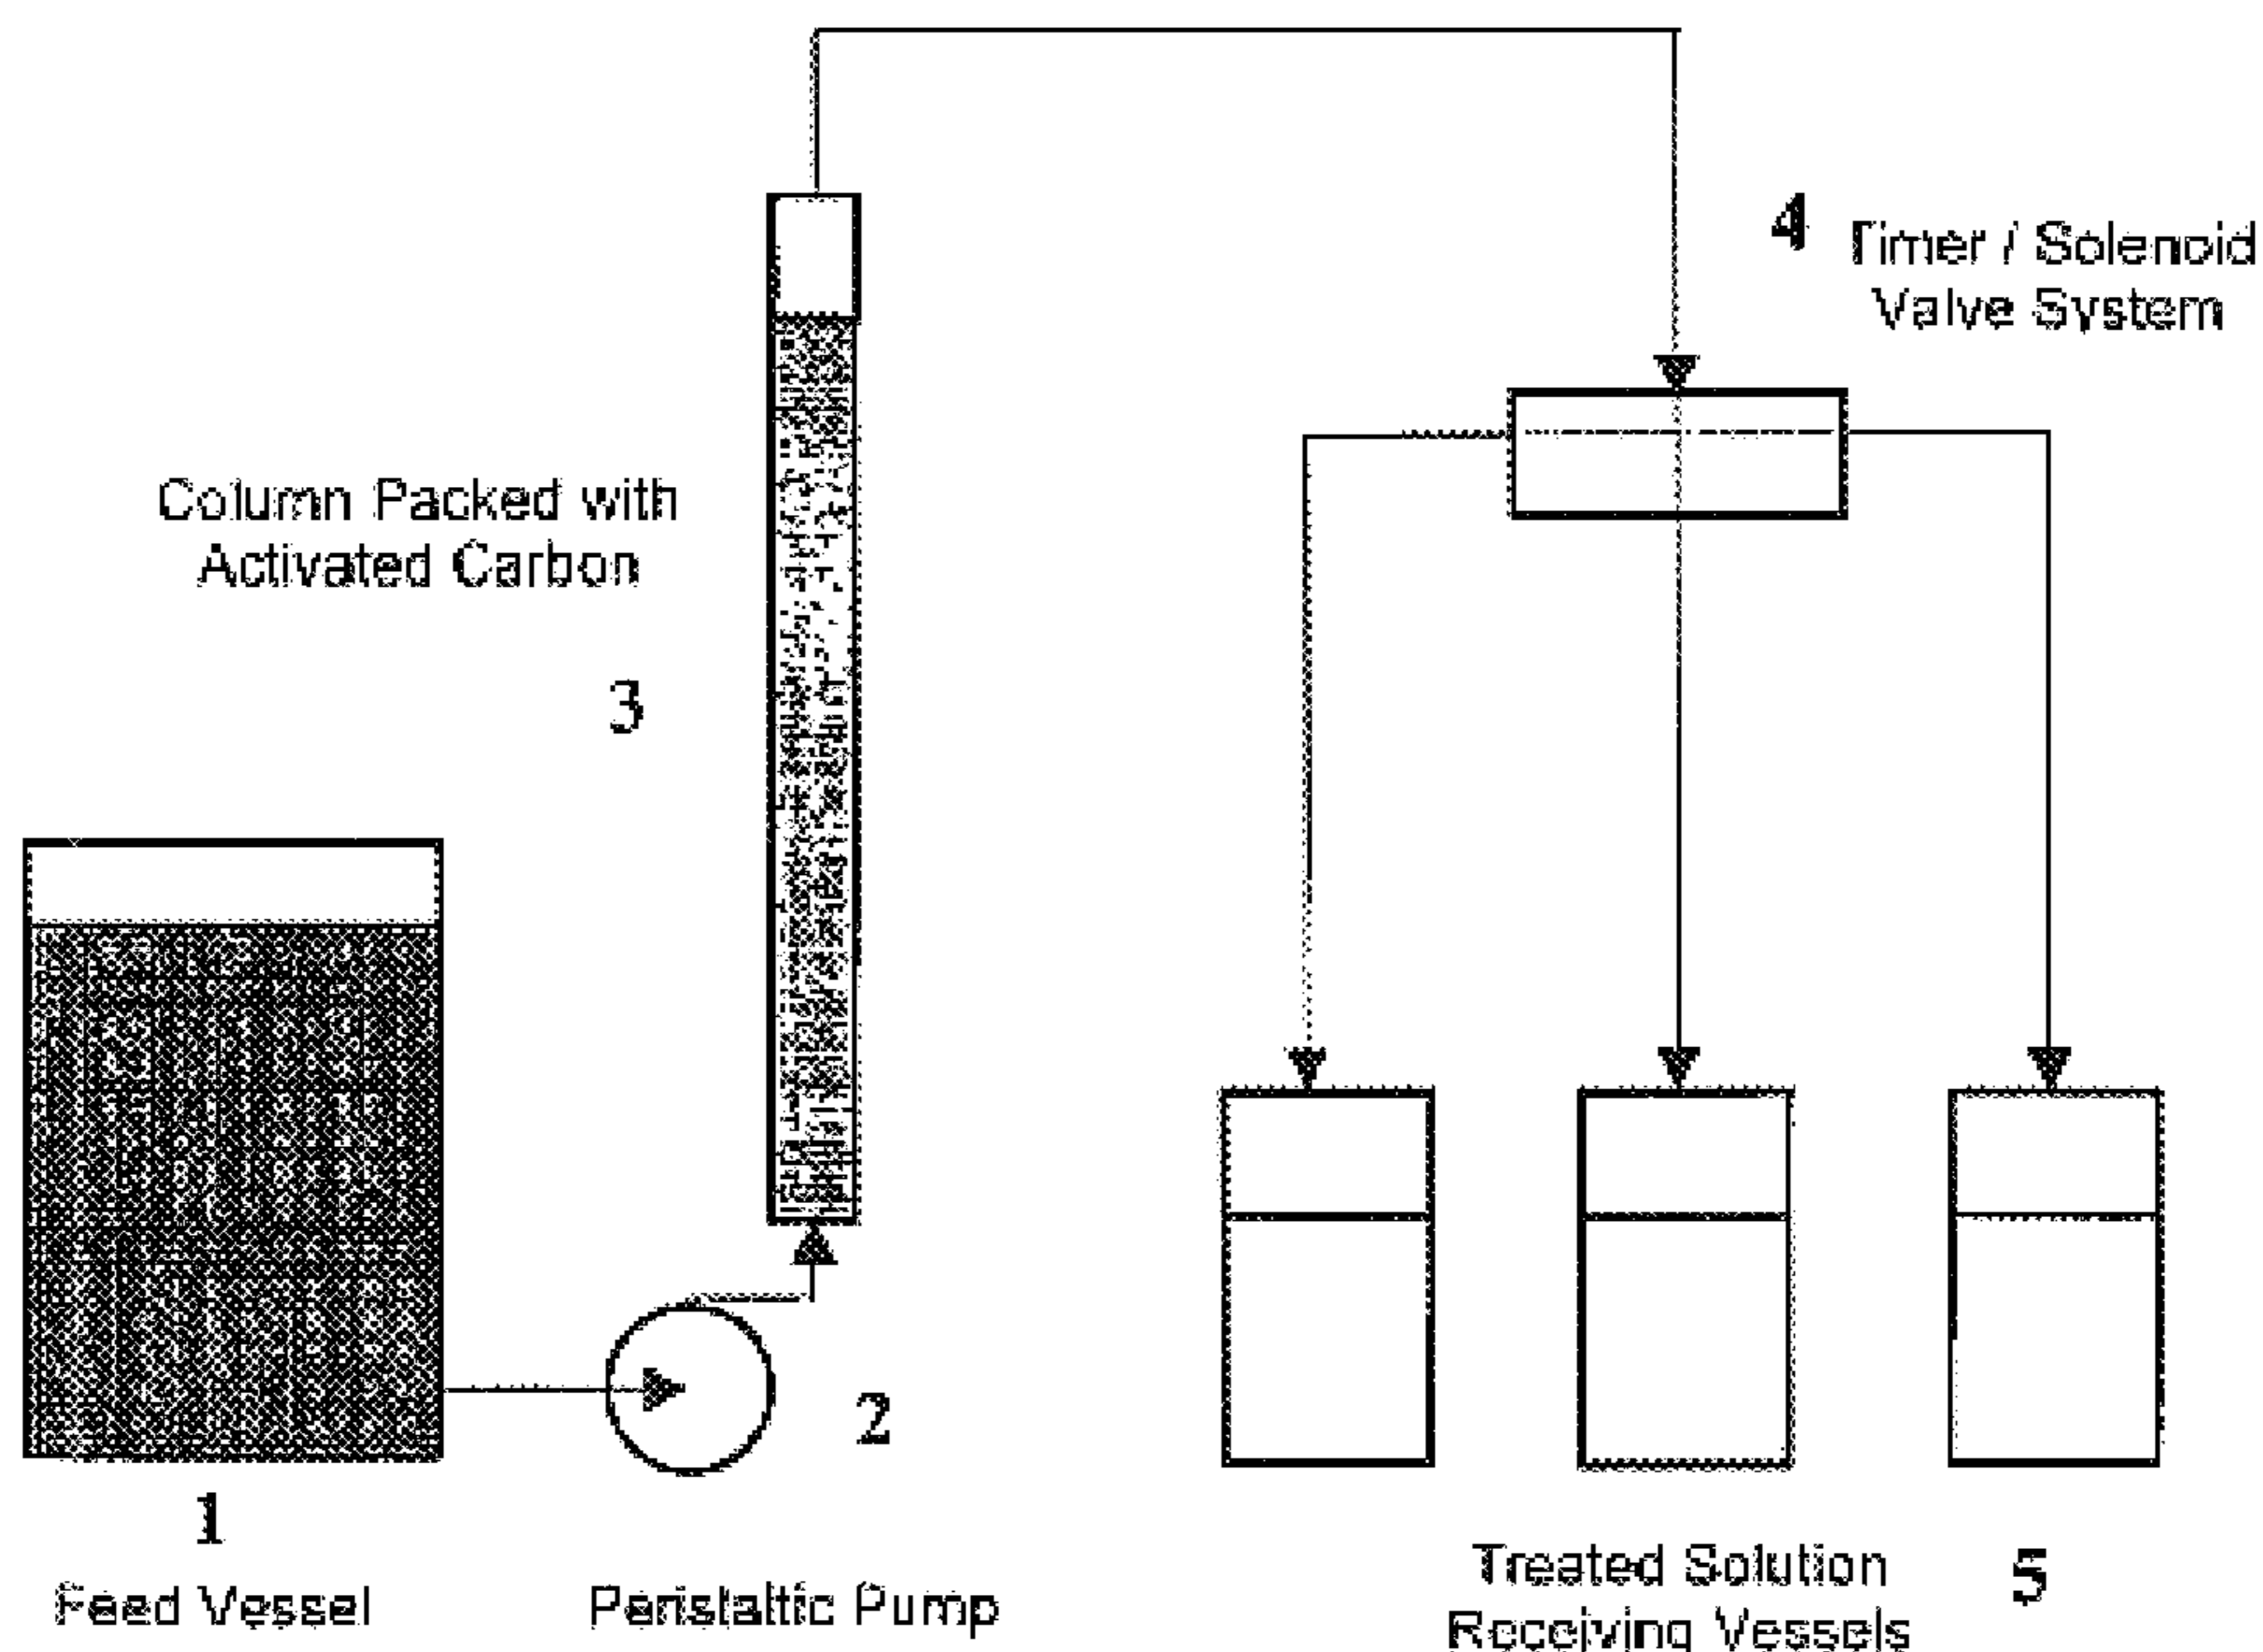 4 Timer / Solenoid
Valve System
Column Packed with
Activated Carbon
3
2
1
Feed Vessel
Peristaltic Pump
Treated Solution
Receiving Vessels
5